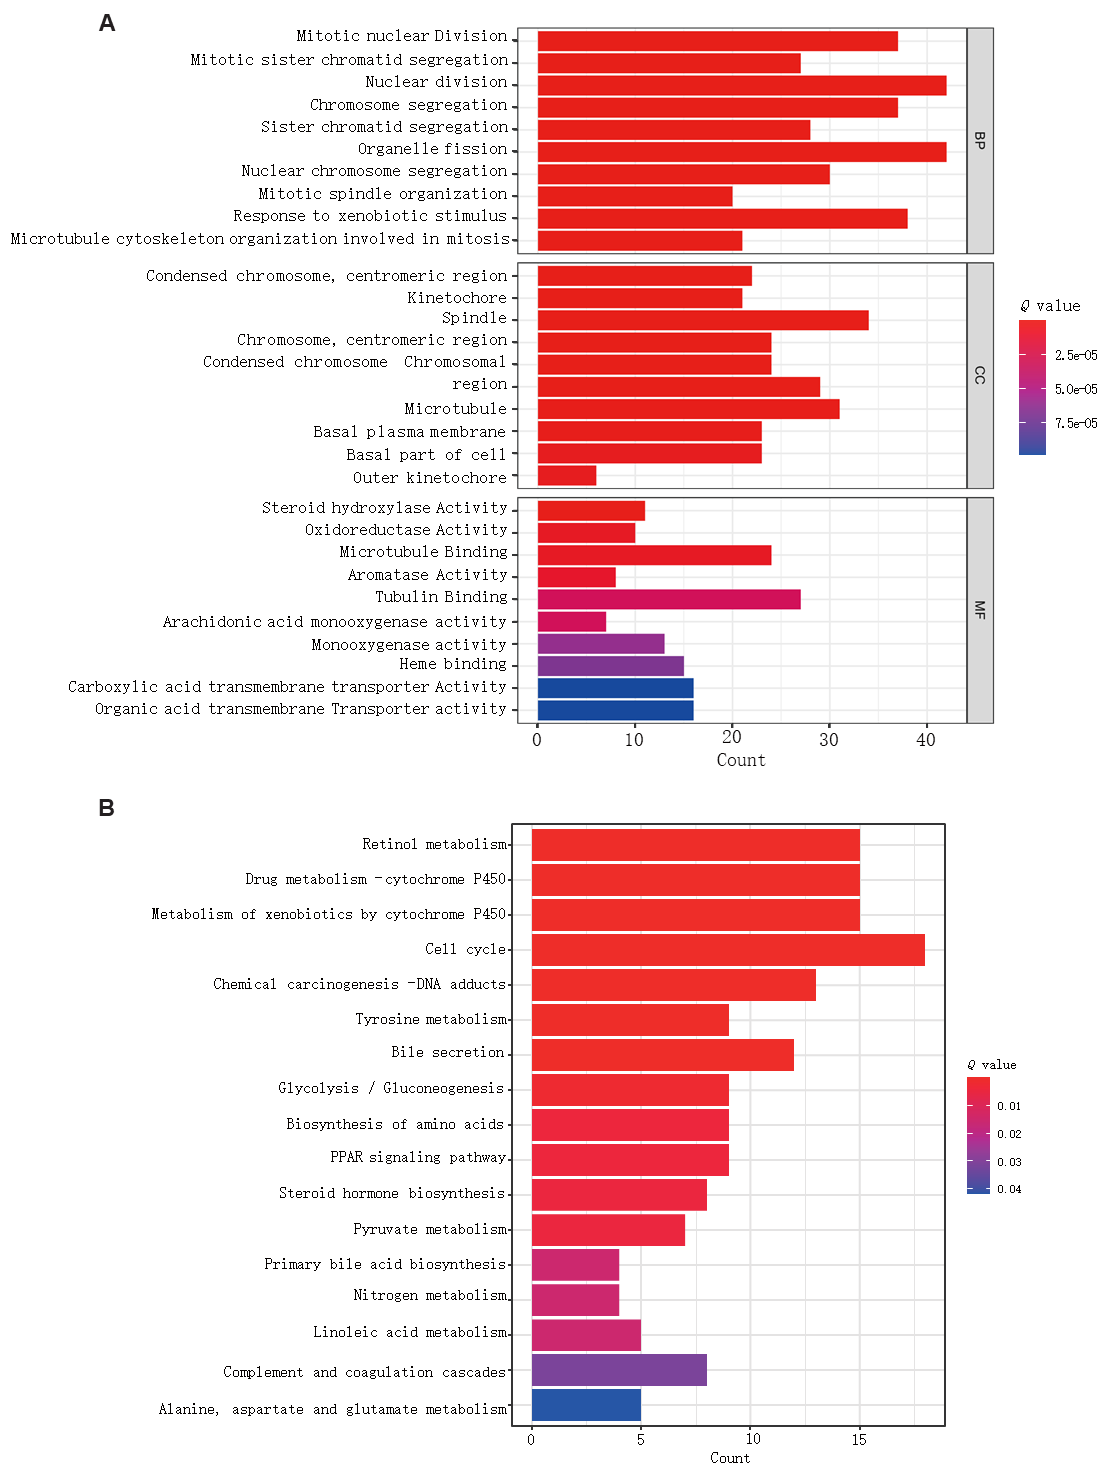 A
Mitotic nuclear Division
Mitotic sister chromatid segregation
Nuclear division
Chromosome segregation
Sister chromatid segregation
Organelle fission
Nuclear chromosome segregation
Mitotic spindle organization
Response to xenobiotic stimulus
Microtubule cytoskeleton organization involved in mitosis
BP
Condensed chromosome, centromeric region
Kinetochore
Spindle
Chromosome, centromeric region
Condensed chromosome Chromosomal
region
Microtubule
Basal plasma membrane
Basal part of cell
Outer kinetochore
CC
Steroid hydroxylase Activity
Oxidoreductase Activity
Microtubule Binding
Aromatase Activity
Tubulin Binding
Arachidonic acid monooxygenase activity
Monooxygenase activity
Heme binding
Carboxylic acid transmembrane transporter Activity
Organic acid transmembrane Transporter activity
MF
0 10 20 30 40
Count
Q value
2.5e-05
5.0e-05
7.5e-05
B
Retinol metabolism
Drug metabolism -cytochrome P450
Metabolism of xenobiotics by cytochrome P450
Cell cycle
Chemical carcinogenesis -DNA adducts
Tyrosine metabolism
Bile secretion
Glycolysis / Gluconeogenesis
Biosynthesis of amino acids
PPAR signaling pathway
Steroid hormone biosynthesis
Pyruvate metabolism
Primary bile acid biosynthesis
Nitrogen metabolism
Linoleic acid metabolism
Complement and coagulation cascades
Alanine, aspartate and glutamate metabolism
0 5 10 15
Count
Q value
0.01
0.02
0.03
0.04